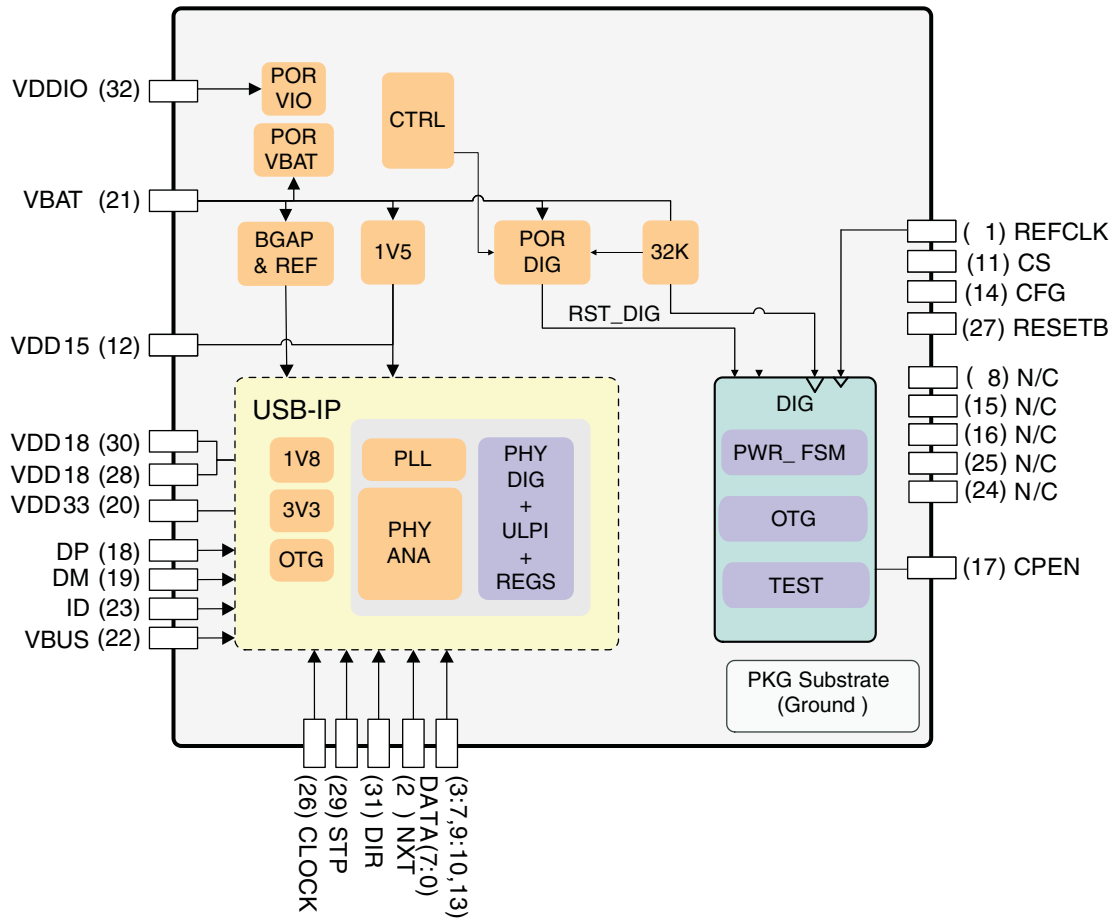 VDDIO (32)
POR
VIO
CTRL
POR
VBAT
VBAT (21)
BGAP
& REF
1V5
POR
DIG
32K
RST_DIG
VDD15 (12)
( 1) REFCLK
(11) CS
(14) CFG
(27) RESETB
( 8) N/C
(15) N/C
(16) N/C
(25) N/C
(24) N/C
(17) CPEN
USB-IP
VDD18 (30)
VDD18 (28)
VDD33 (20)
DP (18)
DM (19)
ID (23)
VBUS (22)
1V8
3V3
OTG
PLL
PHY
ANA
PHY
DIG
+
ULPI
+
REGS
DIG
PWR_ FSM
OTG
TEST
PKG Substrate
(Ground )
(26) CLOCK
(29) STP
(31) DIR
(2 ) NXT
DATA(7:0)
(3:7,9:10,13)